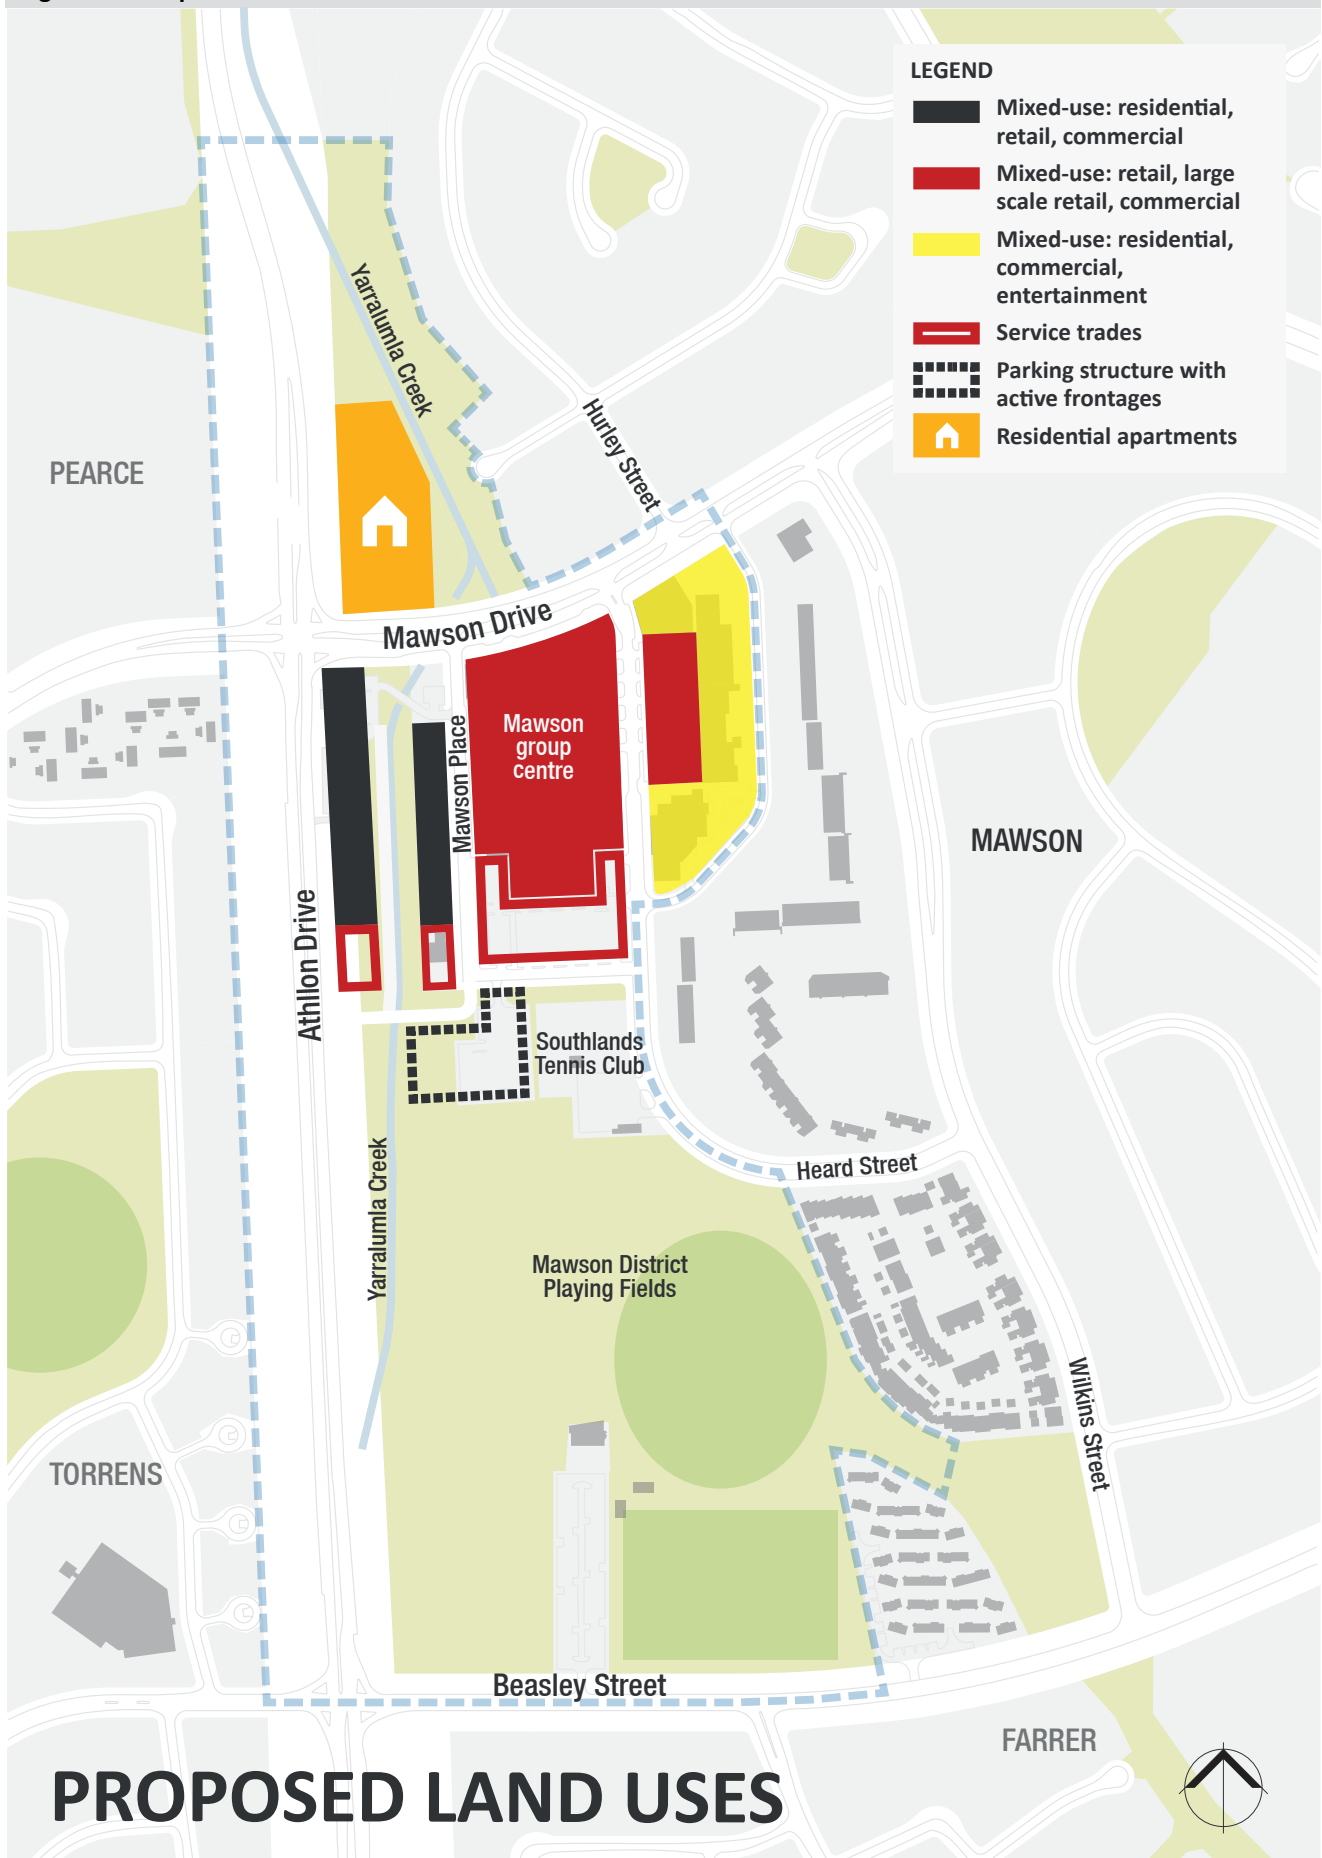 LEGEND
Mixed-use: residential,
retail, commercial
Mixed-use: retail, large
scale retail, commercial
Mixed-use: residential,
commercial,
entertainment
Service trades
Parking structure with
active frontages
Residential apartments
Yarralumla Creek
Hurley Street
PEARCE
Mawson Drive
Mawson
group
centre
Mawson Place
MAWSON
Athllon Drive
Southlands
Tennis Club
Heard Street
Yarralumla Creek
Mawson District
Playing Fields
Wilkins Street
TORRENS
Beasley Street
FARRER
PROPOSED LAND USES